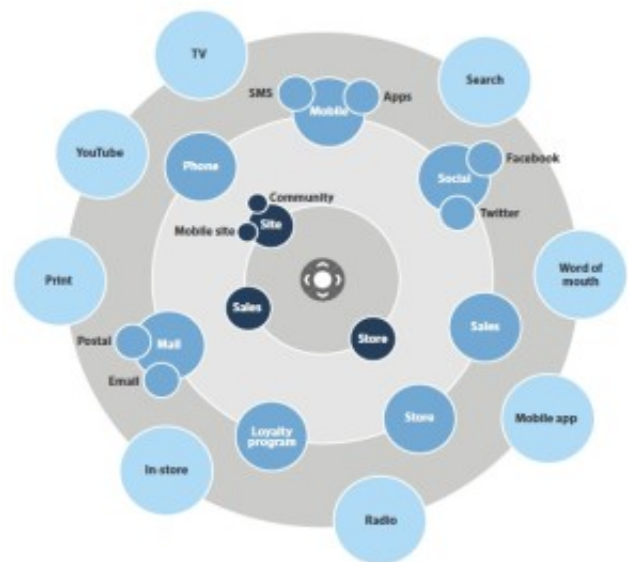 TV
Search
SMS
Mobile
Apps
YouTube
Phone
Social
Facebook
Community
Site
Twitter
Mobile site
Print
Word of
mouth
Sales
Store
Sales
Postal
Mail
Email
Loyalty
program
Store
Mobile app
In-store
Radio